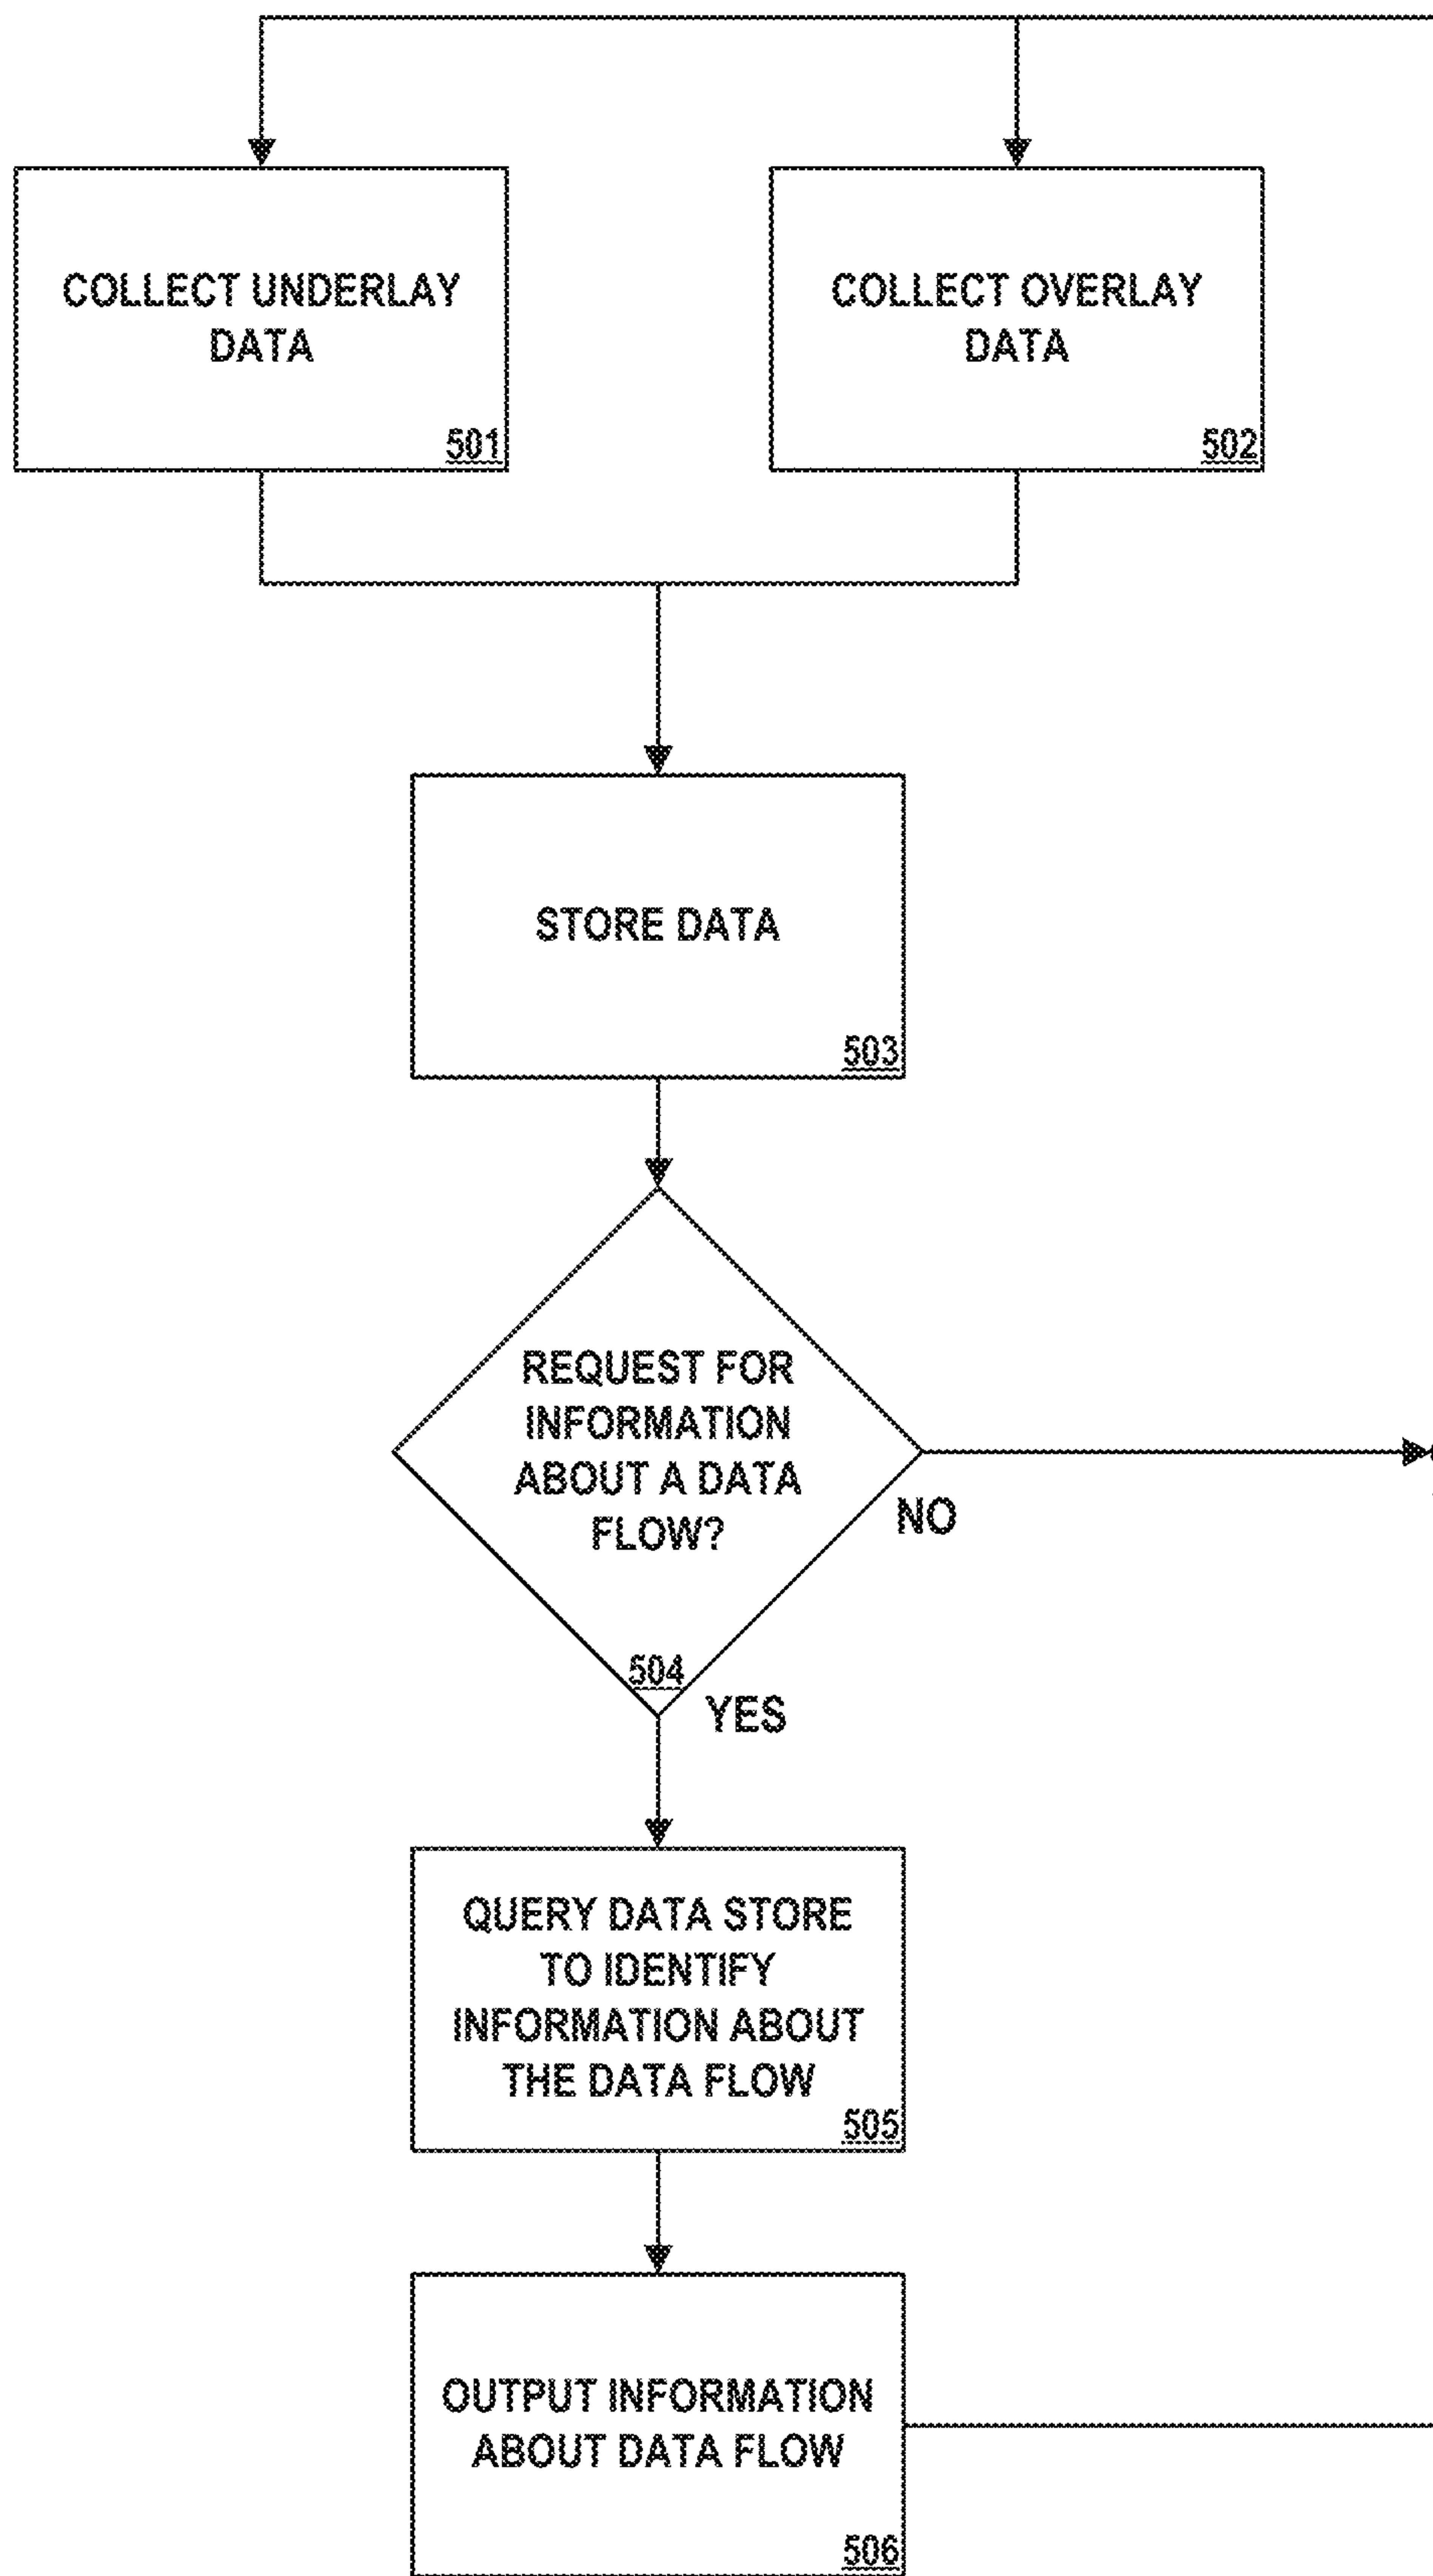 COLLECT UNDERLAY
DATA
501
COLLECT OVERLAY
DATA
502
STORE DATA
503
REQUEST FOR
INFORMATION
ABOUT A DATA
FLOW?
504
NO
YES
QUERY DATA STORE
TO IDENTIFY
INFORMATION ABOUT
THE DATA FLOW
505
OUTPUT INFORMATION
ABOUT DATA FLOW
506